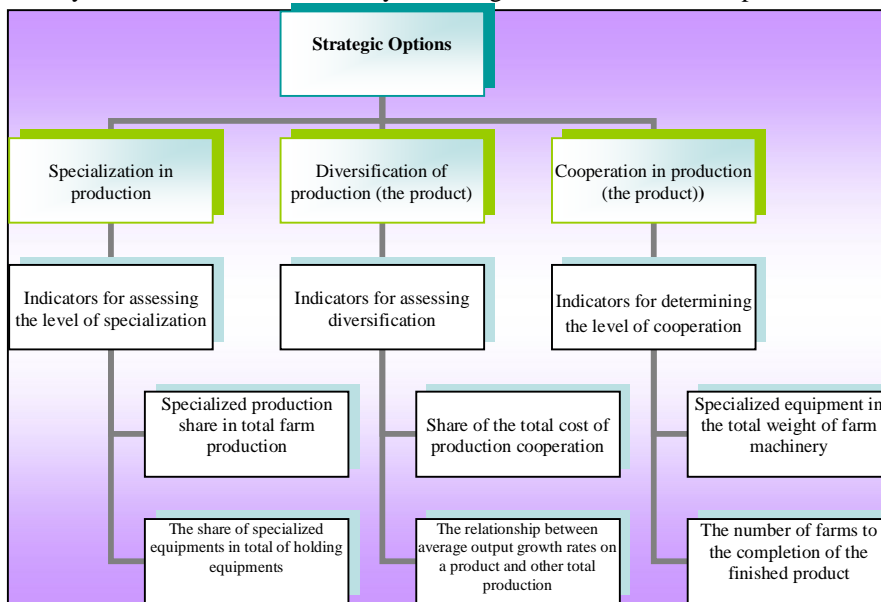 Strategic Options
Specialization in
production
Diversification of
production (the product)
Cooperation in production
(the product))
Indicators for assessing
the level of specialization
Indicators for assessing
diversification
Indicators for determining
the level of cooperation
Specialized production
share in total farm
production
Share of the total cost of
production cooperation
Specialized equipment in
the total weight of farm
machinery
The share of specialized
equipments in total of holding
equipments
The relationship between
average output growth rates on
a product and other total
production
The number of farms to
the completion of the
finished product